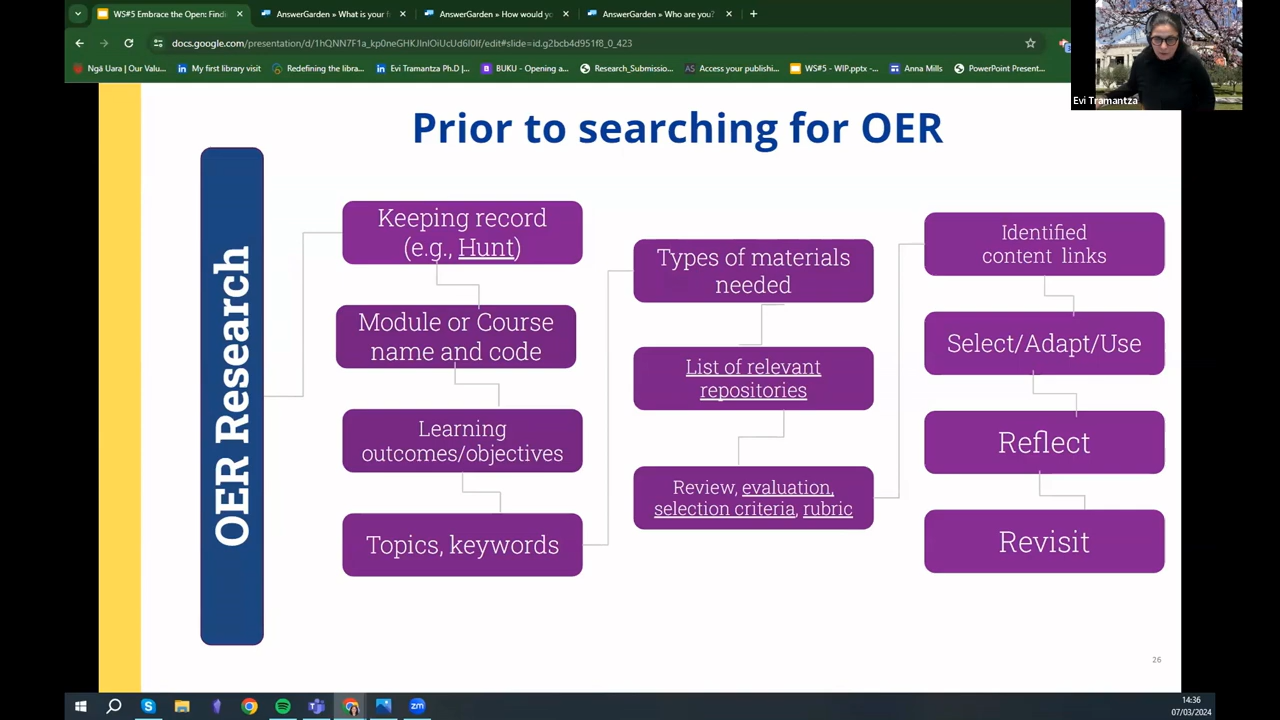 WS#5 Embrace the Open: Findi
AnswerGarden » What is your f
AnswerGarden » How would yo
AnswerGarden » Who are you?
docs.google.com/presentation/d/
Ngā Uara | Our Valu...
My first library visit
Redefining the libra...
Evi Tramantza Ph.D |...
BUKU - Opening a...
Research_Submissio...
Access your publishi...
WS#5 - WIP.pptx -...
Anna Mills
PowerPoint Present...
Evi Tramantza
Prior to searching for OER
OER Research
Keeping record
(e.g., Hunt)
Module or Course
name and code
Learning
outcomes/objectives
Topics, keywords
Types of materials
needed
List of relevant
repositories
Review, evaluation,
selection criteria, rubric
Identified
content links
Select/Adapt/Use
Reflect
Revisit
26
14:36
07/03/2024